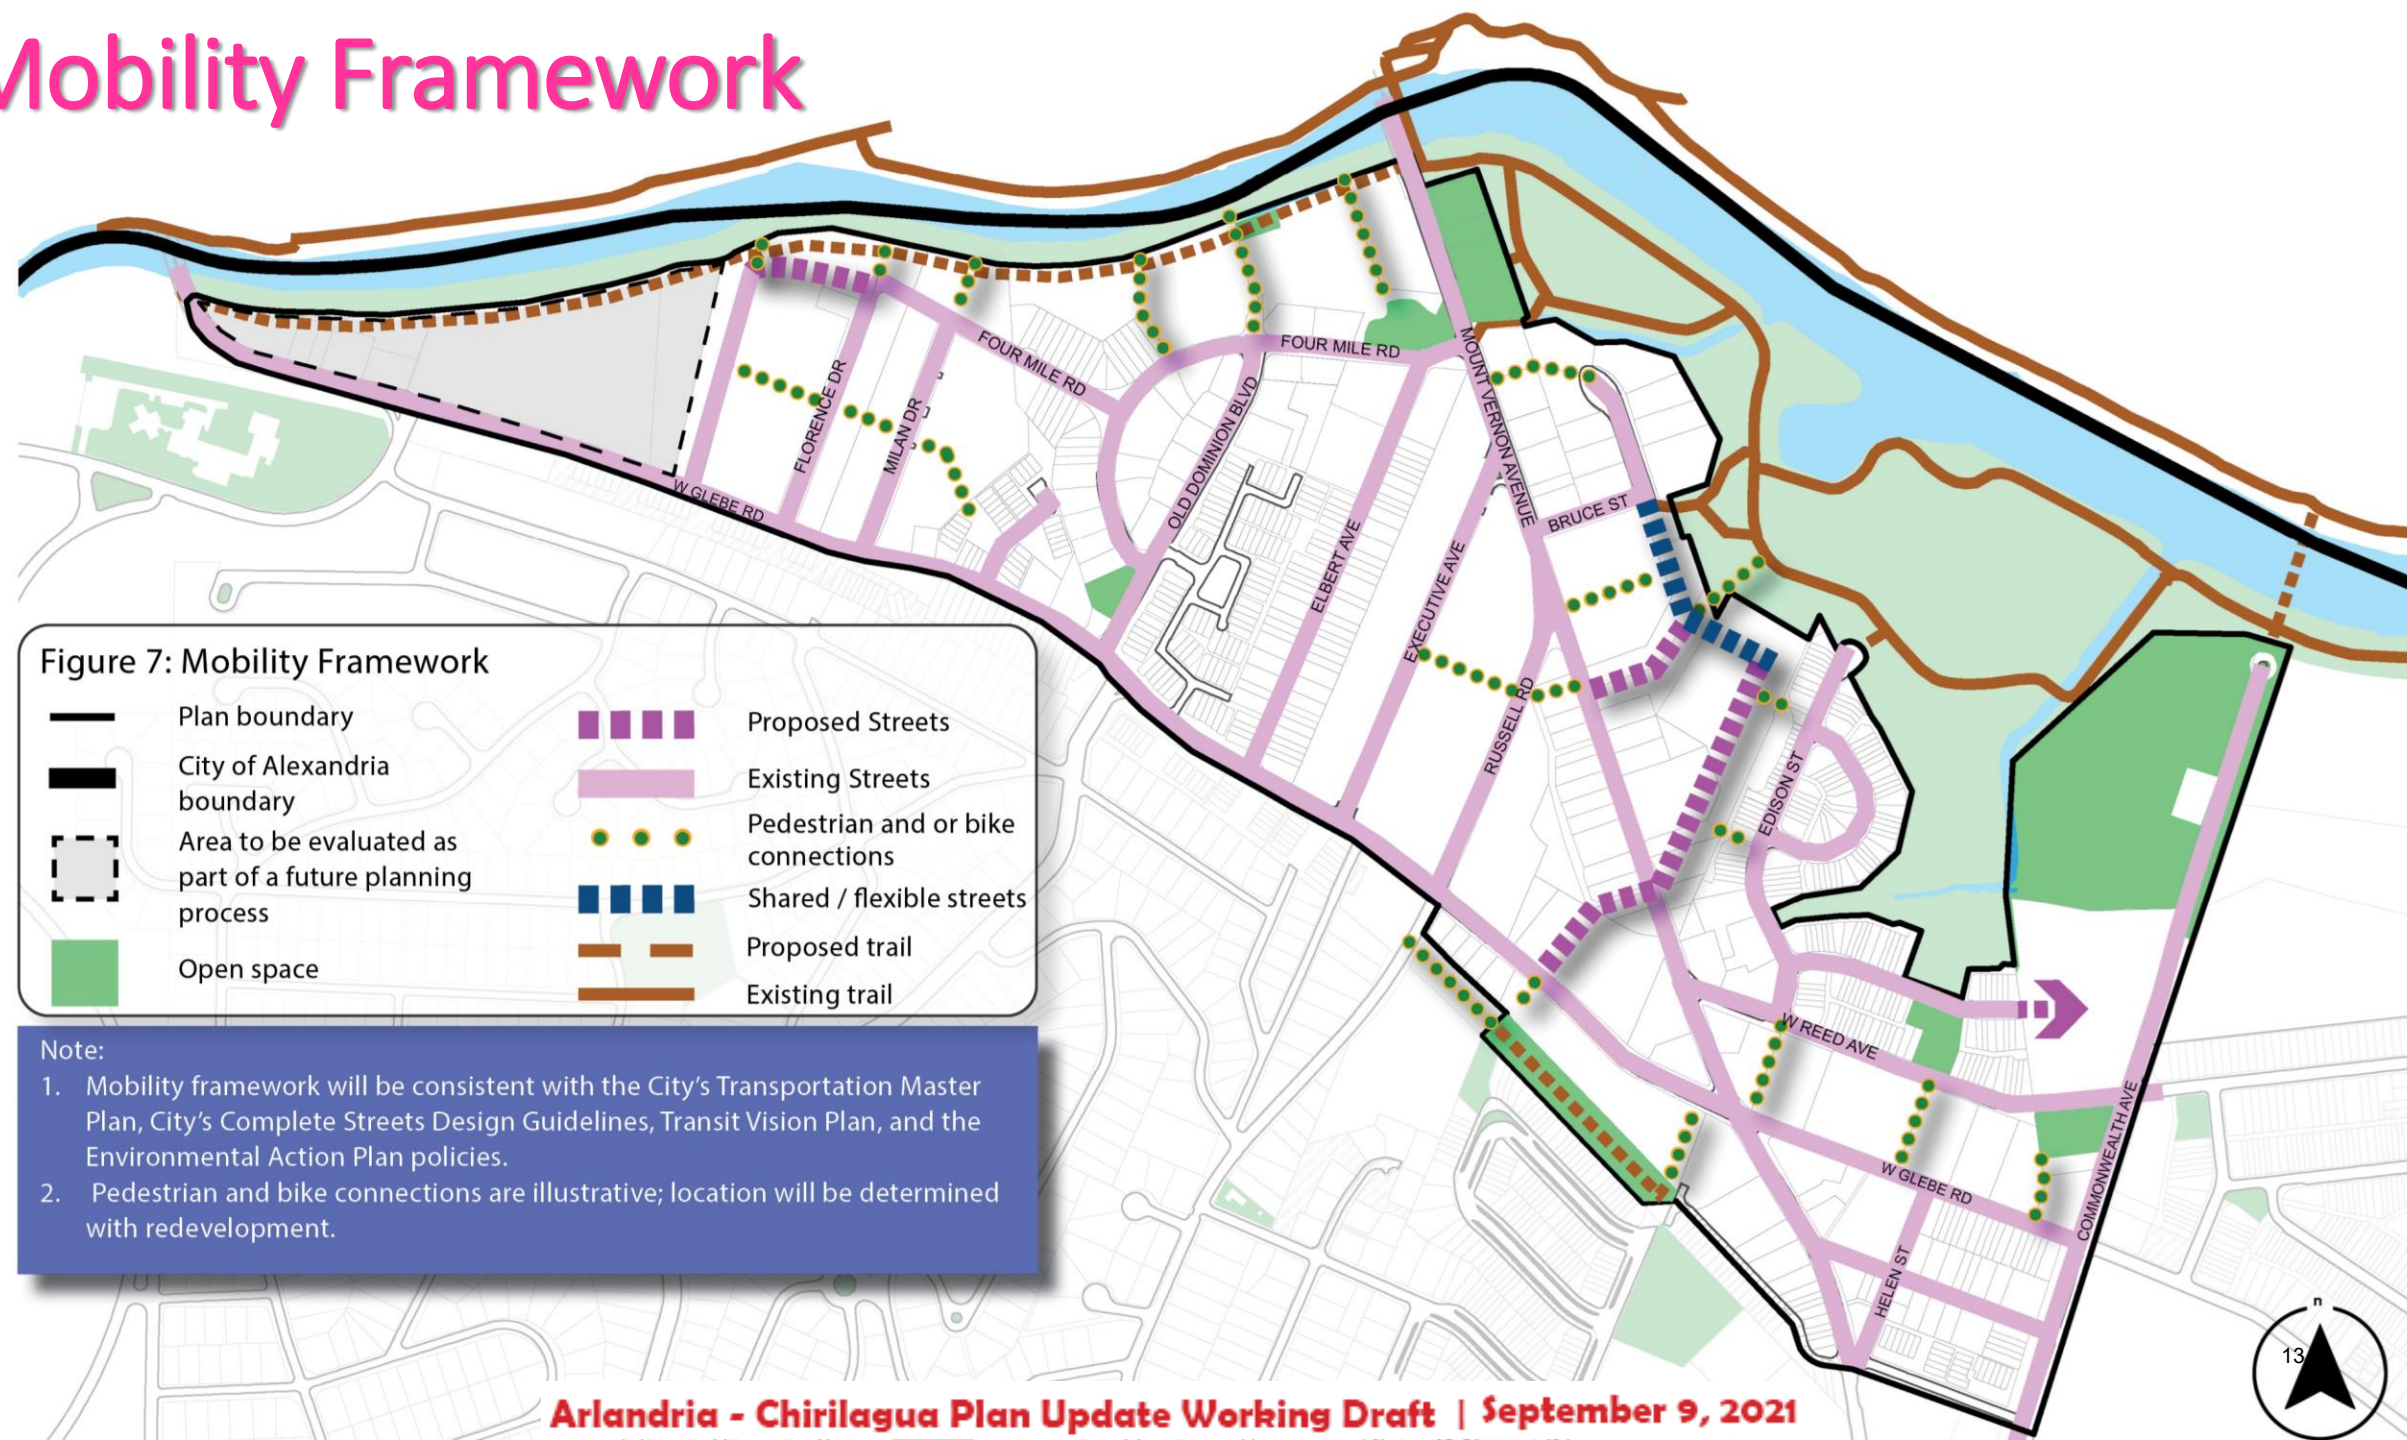 Mobility Framework
FOUR MILE RD
FOUR MILE RD
FLORENCE DR
MILAN DR
OLD DOMINION BLVD
MOUNT VERNON AVENUE
W GLEBE RD
BRUCE ST
ELBERT AVE
EXECUTIVE AVE
RUSSELL RD
EDISON ST
W REED AVE
W GLEBE RD
COMMONWEALTH AVE
HELEN ST
Figure 7: Mobility Framework
Plan boundary
City of Alexandria
boundary
Area to be evaluated as
part of a future planning
process
Open space
Proposed Streets
Existing Streets
Pedestrian and or bike
connections
Shared / flexible streets
Proposed trail
Existing trail
Note:
1. Mobility framework will be consistent with the City's Transportation Master
Plan, City's Complete Streets Design Guidelines, Transit Vision Plan, and the
Environmental Action Plan policies.
2. Pedestrian and bike connections are illustrative; location will be determined
with redevelopment.
n
13
Arlandria - Chirilagua Plan Update Working Draft | September 9, 2021